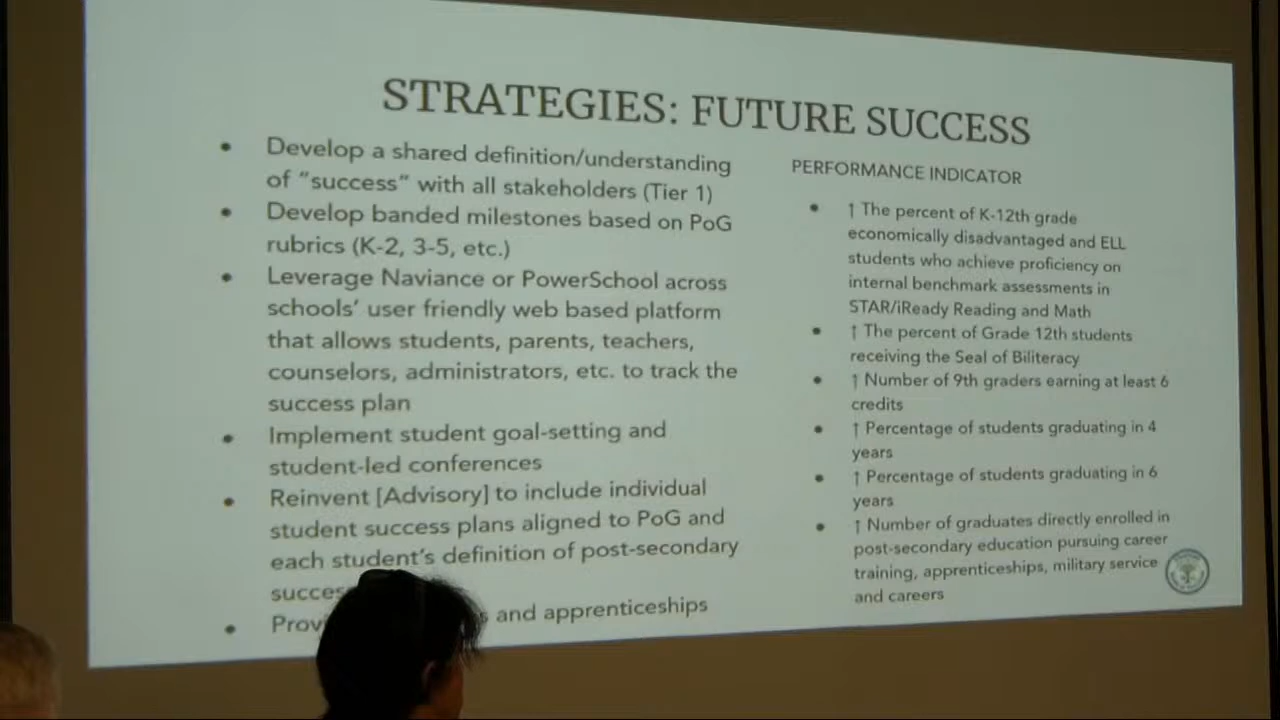 STRATEGIES: FUTURE SUCCESS
• Develop a shared definition/understanding
of "success" with all stakeholders (Tier 1)
• Develop banded milestones based on PoG
rubrics (K-2, 3-5, etc.)
• Leverage Naviance or PowerSchool across
schools' user friendly web based platform
that allows students, parents, teachers,
counselors, administrators, etc. to track the
success plan
• Implement student goal-setting and
student-led conferences
• Reinvent [Advisory] to include individual
student success plans aligned to PoG and
each student's definition of post-secondary
• and apprenticeships
PERFORMANCE INDICATOR
• ↑ The percent of K-12th grade
economically disadvantaged and ELL
students who achieve proficiency on
internal benchmark assessments in
STAR/iReady Reading and Math
• ↑ The percent of Grade 12th students
receiving the Seal of Biliteracy
• ↑ Number of 9th graders earning at least 6
credits
• ↑ Percentage of students graduating in 4
years
• ↑ Percentage of students graduating in 6
years
• ↑ Number of graduates directly enrolled in
post-secondary education pursuing career
training, apprenticeships, military service
and careers